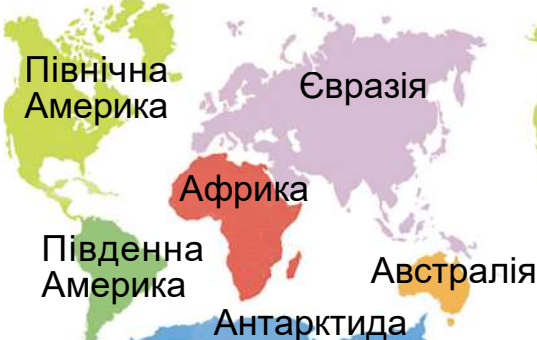 Північна
Америка
Євразія
Африка
Південна
Америка
Австралія
Антарктида